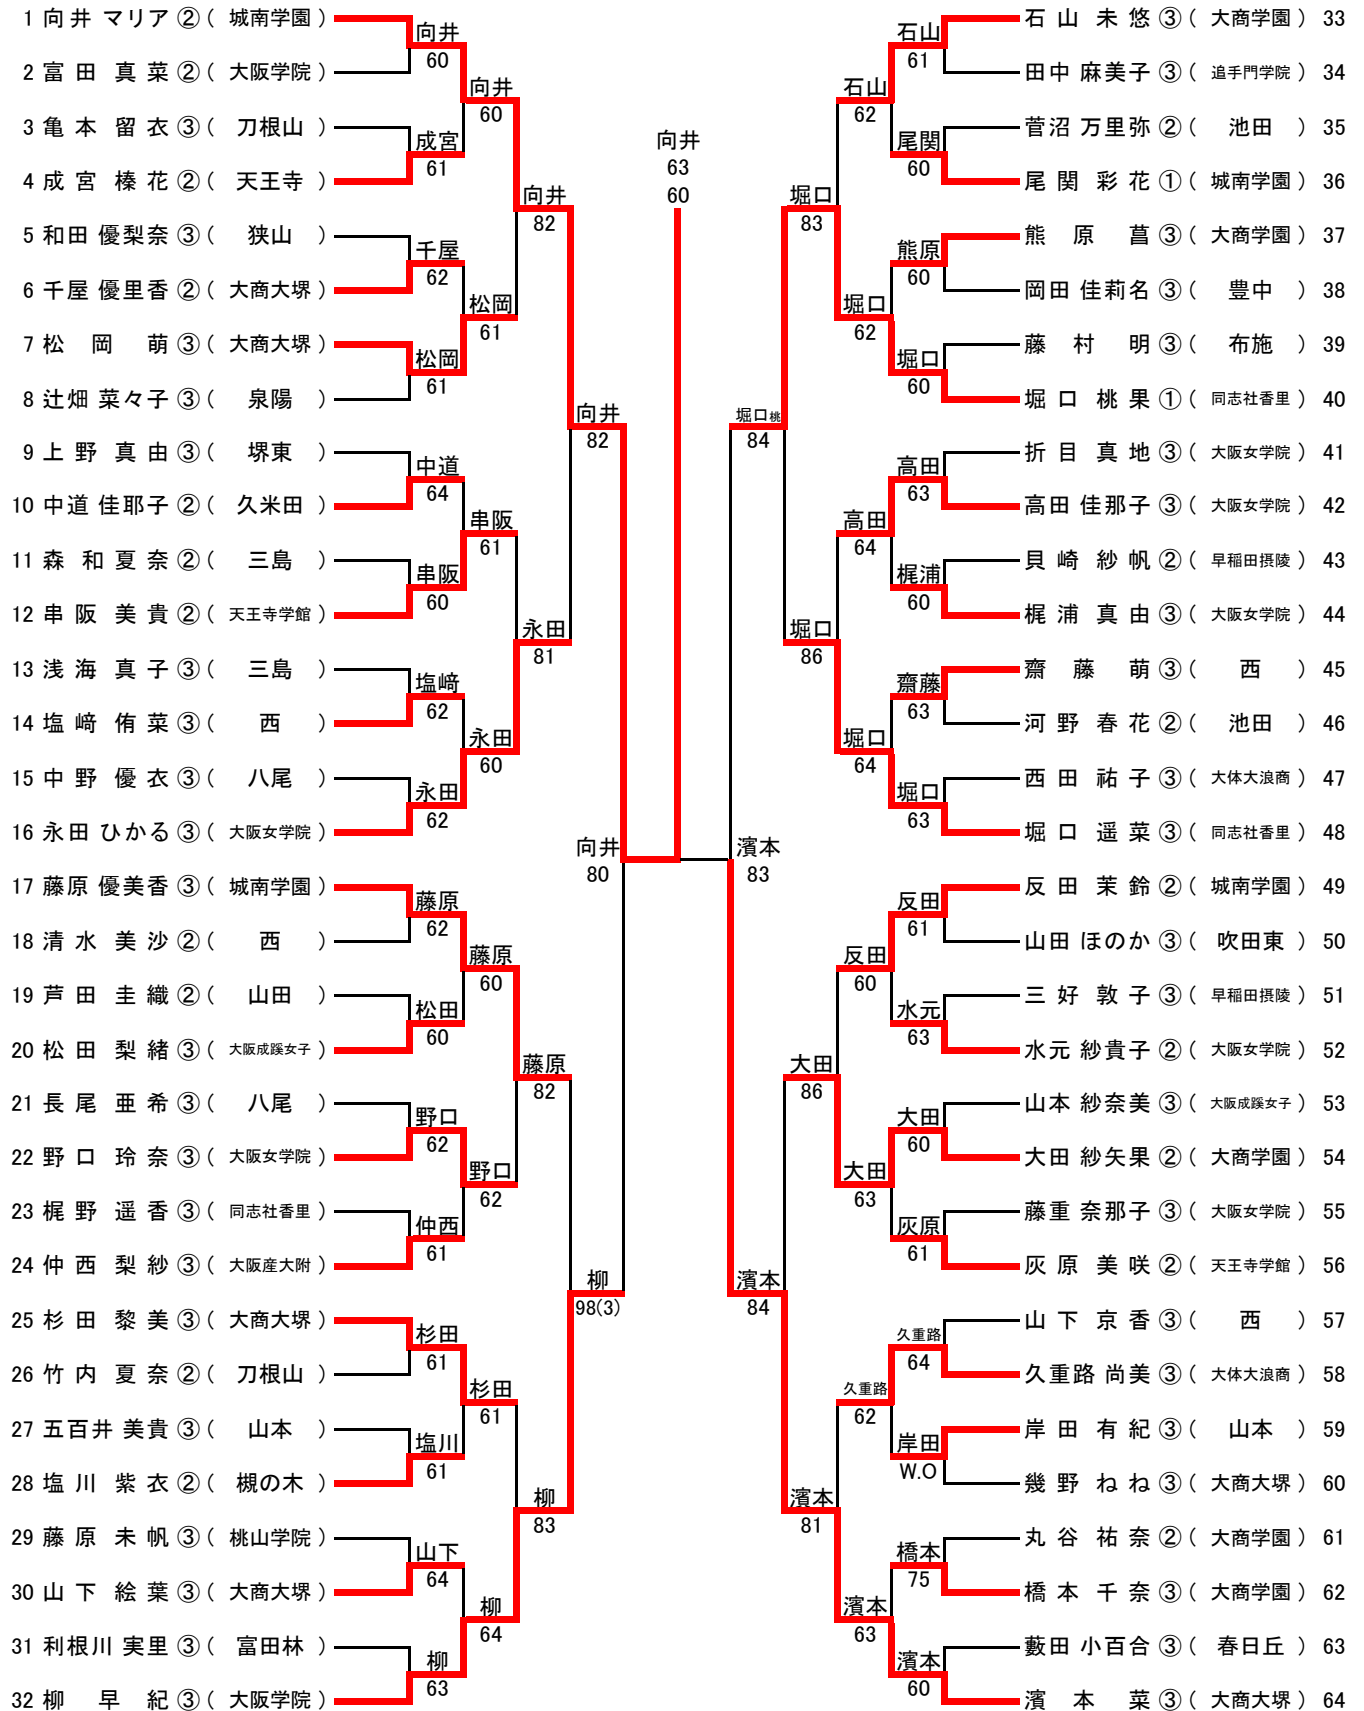 1 向井 マリア ② ( 城南学園 )
2 富田 真菜 ② ( 大阪学院 )
3 亀本 留衣 ③ ( 刀根山 )
4 成宮 榛花 ② ( 天王寺 )
5 和田 優梨奈 ③ ( 狭山 )
6 千屋 優里香 ② ( 大商大堺 )
7 松岡 萌 ③ ( 大商大堺 )
8 辻畑 菜々子 ③ ( 泉陽 )
9 上野 真由 ③ ( 堺東 )
10 中道 佳耶子 ② ( 久米田 )
11 森 和夏奈 ② ( 三島 )
12 串阪 美貴 ② ( 天王寺学館 )
13 浅海 真子 ③ ( 三島 )
14 塩﨑 侑菜 ③ ( 西 )
15 中野 優衣 ③ ( 八尾 )
16 永田 ひかる ③ ( 大阪女学院 )
17 藤原 優美香 ③ ( 城南学園 )
18 清水 美沙 ② ( 西 )
19 芦田 圭織 ② ( 山田 )
20 松田 梨緒 ③ ( 大阪成蹊女子 )
21 長尾 亜希 ③ ( 八尾 )
22 野口 玲奈 ③ ( 大阪女学院 )
23 梶野 遥香 ③ ( 同志社香里 )
24 仲西 梨紗 ③ ( 大阪産大附 )
25 杉田 黎美 ③ ( 大商大堺 )
26 竹内 夏奈 ② ( 刀根山 )
27 五百井 美貴 ③ ( 山本 )
28 塩川 紫衣 ② ( 槻の木 )
29 藤原 未帆 ③ ( 桃山学院 )
30 山下 絵葉 ③ ( 大商大堺 )
31 利根川 実里 ③ ( 富田林 )
32 柳 早紀 ③ ( 大阪学院 )
向井
60
成宮
61
千屋
62
松岡
61
中道
64
串阪
60
塩﨑
62
永田
62
藤原
62
松田
60
野口
62
仲西
61
杉田
61
塩川
61
山下
64
柳
63
向井
60
松岡
61
串阪
61
永田
60
藤原
60
野口
62
杉田
61
柳
64
向井
82
永田
81
藤原
82
柳
83
向井
82
柳
98(3)
向井
80
向井
63
60
濱本
83
堀口桃
84
濱本
84
堀口
83
堀口
86
大田
86
濱本
81
石山
62
堀口
62
高田
64
堀口
64
反田
60
大田
63
久重路
62
濱本
63
石山
61
尾関
60
熊原
60
堀口
60
高田
63
梶浦
60
齋藤
63
堀口
63
反田
61
水元
63
大田
60
灰原
61
久重路
64
岸田
W.O
橋本
75
濱本
60
石山 未悠 ③ ( 大商学園 ) 33
田中 麻美子 ③ ( 追手門学院 ) 34
菅沼 万里弥 ② ( 池田 ) 35
尾関 彩花 ① ( 城南学園 ) 36
熊原 菖 ③ ( 大商学園 ) 37
岡田 佳莉名 ③ ( 豊中 ) 38
藤村 明 ③ ( 布施 ) 39
堀口 桃果 ① ( 同志社香里 ) 40
折目 真地 ③ ( 大阪女学院 ) 41
高田 佳那子 ③ ( 大阪女学院 ) 42
貝崎 紗帆 ② ( 早稲田摂陵 ) 43
梶浦 真由 ③ ( 大阪女学院 ) 44
齋藤 萌 ③ ( 西 ) 45
河野 春花 ② ( 池田 ) 46
西田 祐子 ③ ( 大体大浪商 ) 47
堀口 遥菜 ③ ( 同志社香里 ) 48
反田 茉鈴 ② ( 城南学園 ) 49
山田 ほのか ③ ( 吹田東 ) 50
三好 敦子 ③ ( 早稲田摂陵 ) 51
水元 紗貴子 ② ( 大阪女学院 ) 52
山本 紗奈美 ③ ( 大阪成蹊女子 ) 53
大田 紗矢果 ② ( 大商学園 ) 54
藤重 奈那子 ③ ( 大阪女学院 ) 55
灰原 美咲 ② ( 天王寺学館 ) 56
山下 京香 ③ ( 西 ) 57
久重路 尚美 ③ ( 大体大浪商 ) 58
岸田 有紀 ③ ( 山本 ) 59
幾野 ねね ③ ( 大商大堺 ) 60
丸谷 祐奈 ② ( 大商学園 ) 61
橋本 千奈 ③ ( 大商学園 ) 62
藪田 小百合 ③ ( 春日丘 ) 63
濱本 菜 ③ ( 大商大堺 ) 64